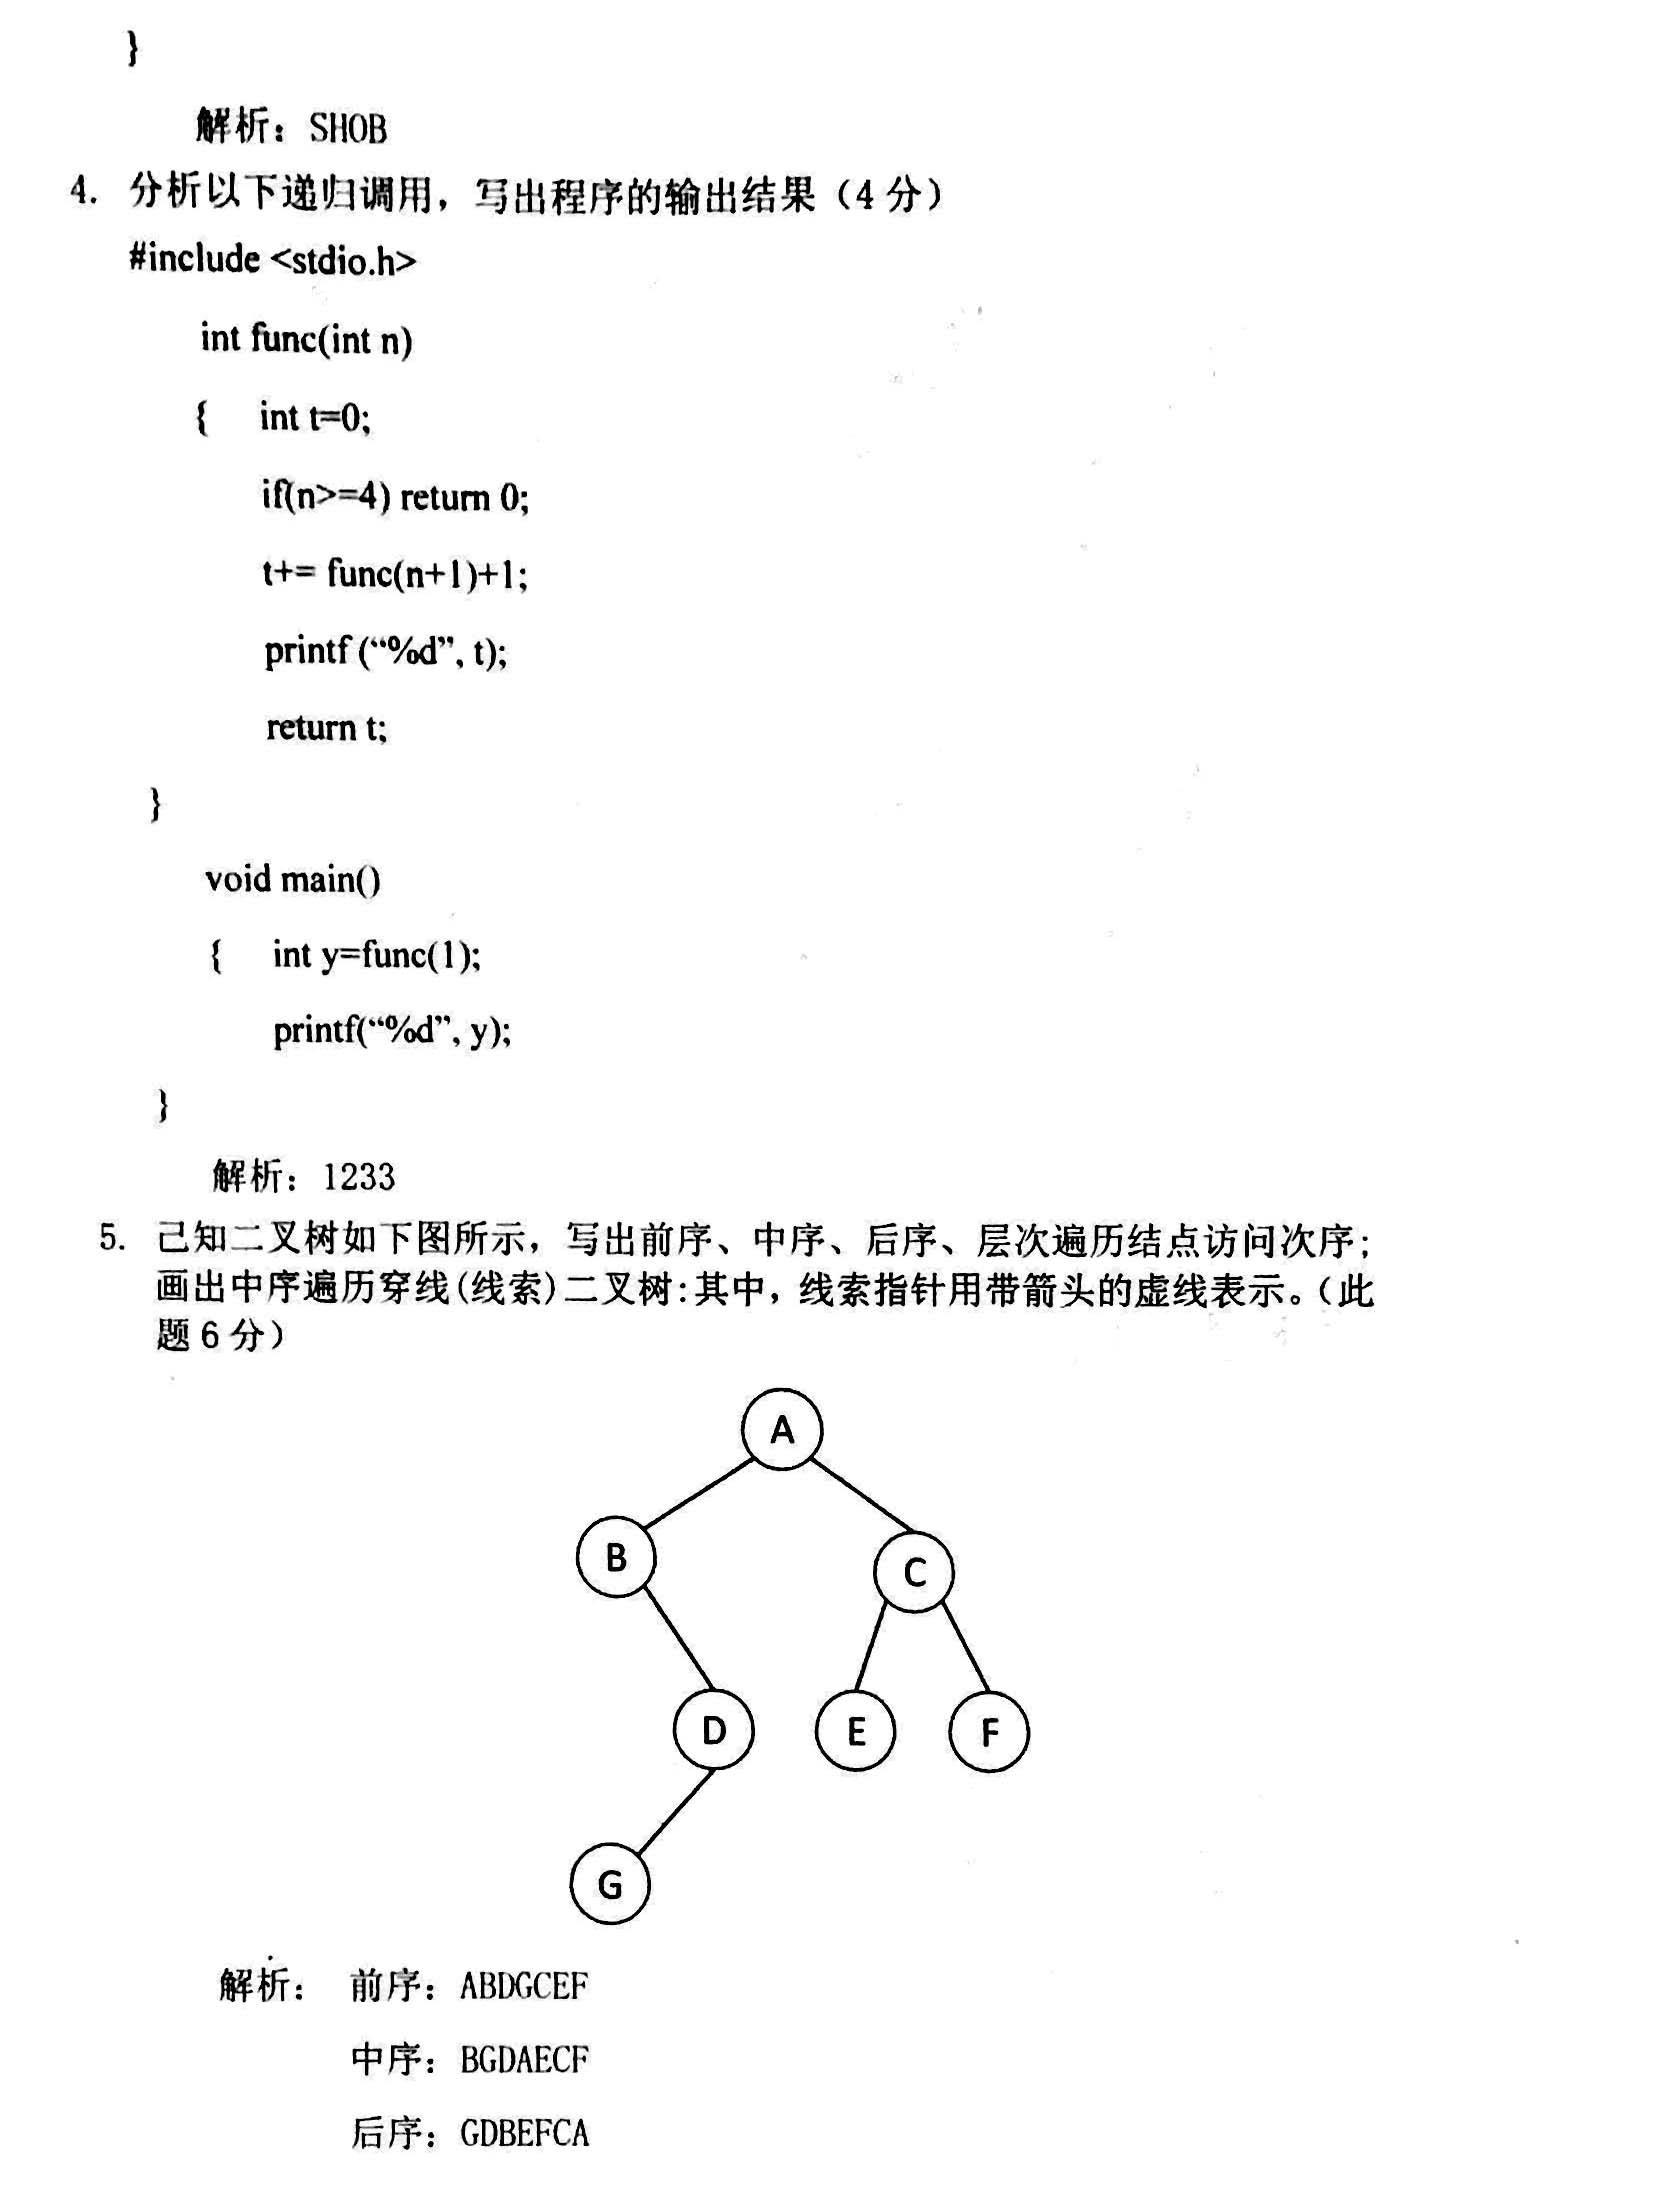 }
解析：SHOB
4. 分析以下递归调用，写出程序的输出结果（4 分）
#include <stdio.h>
int func(int n)
{ int t=0;
if(n>=4) return 0;
t+= func(n+1)+1;
printf (“%d”, t);
return t;
}
void main()
{ int y=func(1);
printf(“%d”, y);
}
解析：1233
5. 己知二叉树如下图所示，写出前序、中序、后序、层次遍历结点访问次序；
画出中序遍历穿线(线索)二叉树:其中，线索指针用带箭头的虚线表示。（此
题 6 分）
A
B
C
D
E
F
G
解析： 前序：ABDGCEF
中序：BGDAECF
后序：GDBEFCA